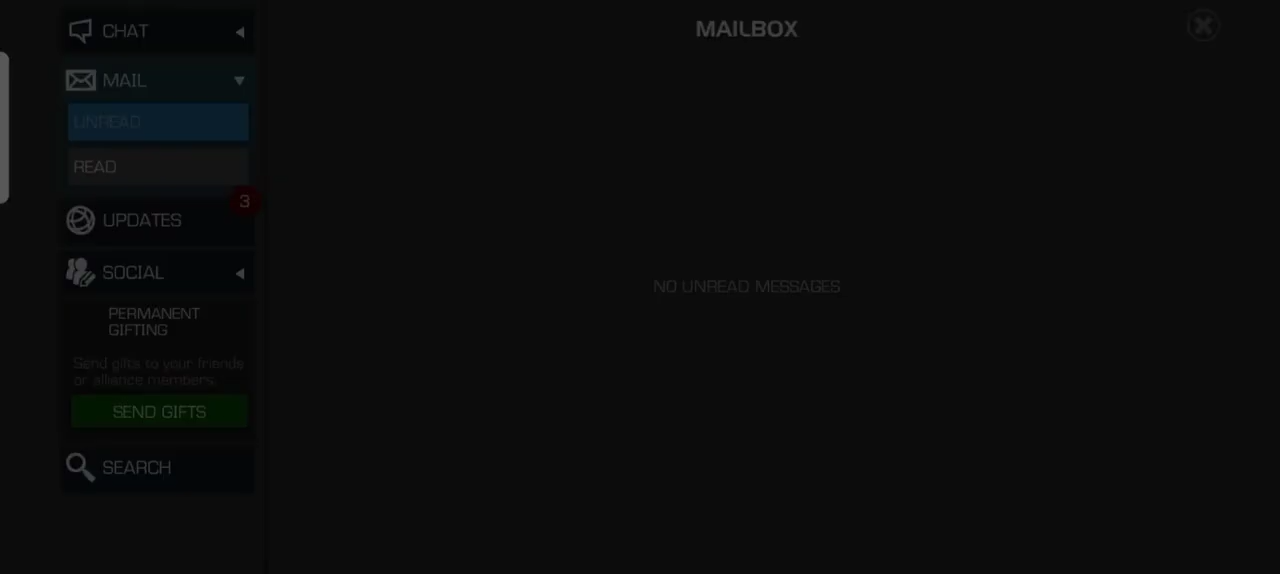 CHAT
MAILBOX
MAIL
UNREAD
READ
3
UPDATES
SOCIAL
NO UNREAD MESSAGES
PERMANENT
GIFTING
Send gifts to your friends
or alliance members.
SEND GIFTS
SEARCH